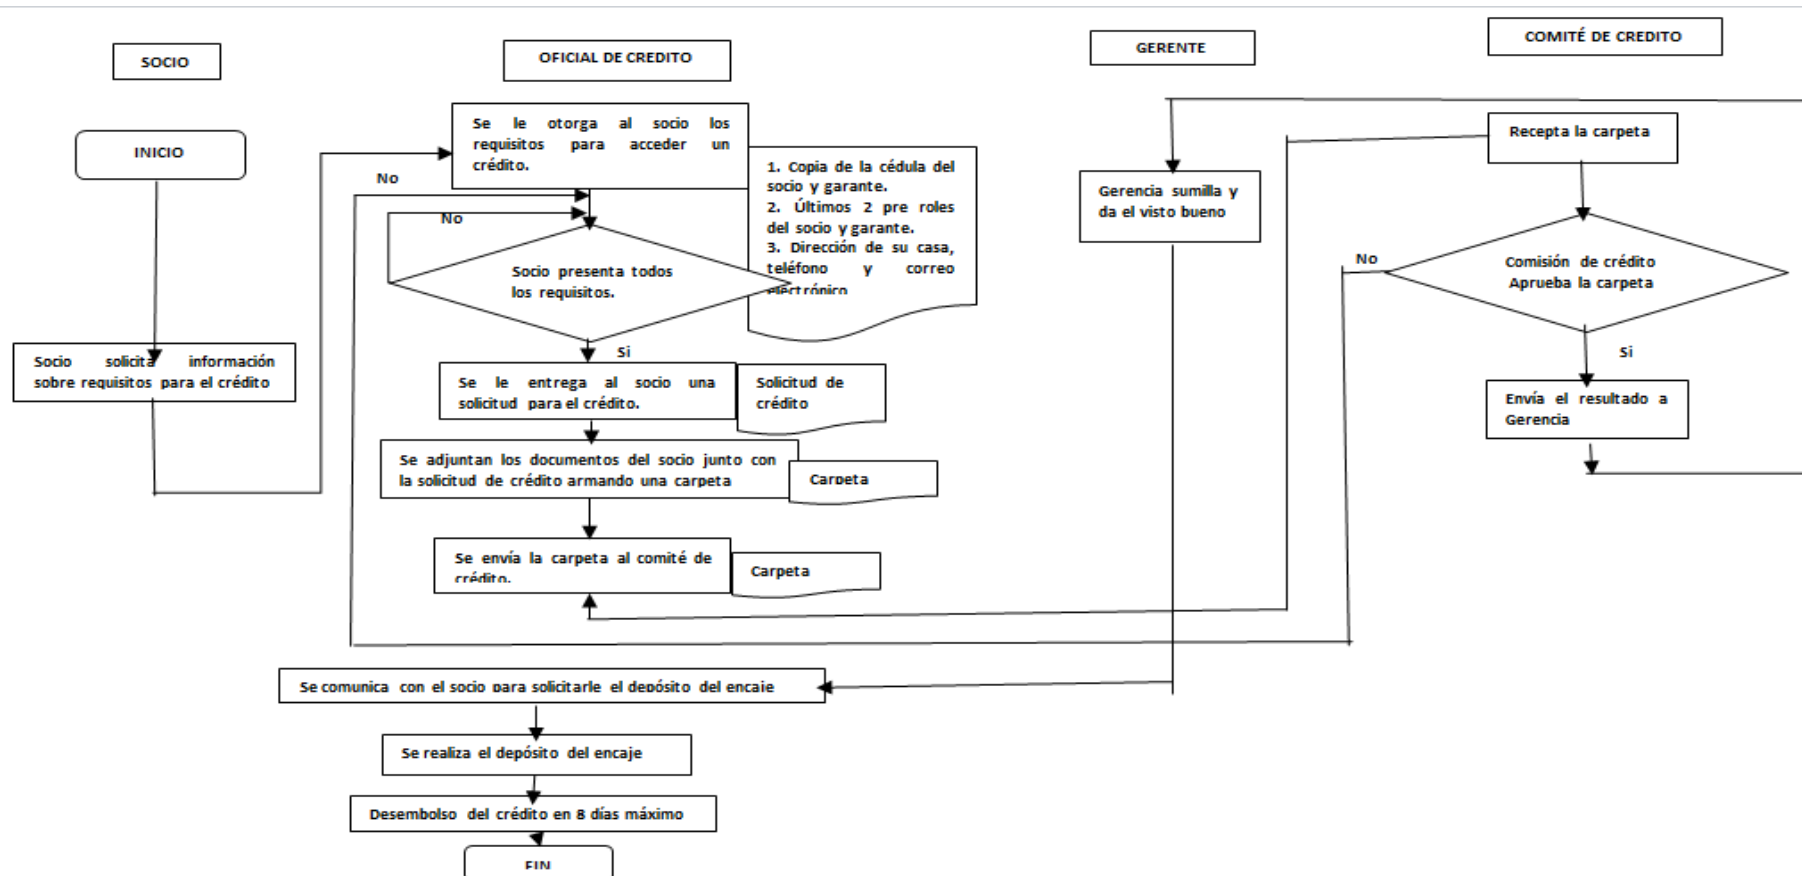 SOCIO
OFICIAL DE CREDITO
GERENTE
COMITÉ DE CREDITO
INICIO
Socio solicita información
sobre requisitos para el crédito
Se le otorga al socio los
requisitos para acceder un
crédito.
1. Copia de la cédula del
socio y garante.
2. Últimos 2 pre roles
del socio y garante.
3. Dirección de su casa,
teléfono y correo
electrónico
No
No
Socio presenta todos
los requisitos.
Si
Se le entrega al socio una
solicitud para el crédito.
Solicitud de
crédito
Se adjuntan los documentos del socio junto con
la solicitud de crédito armando una carpeta
Carpeta
Se envía la carpeta al comité de
crédito.
Carpeta
Gerencia sumilla y
da el visto bueno
Recepta la carpeta
No
Comisión de crédito
Aprueba la carpeta
Si
Envía el resultado a
Gerencia
Se comunica con el socio para solicitarle el depósito del encaje
Se realiza el depósito del encaje
Desembolso del crédito en 8 días máximo
FIN